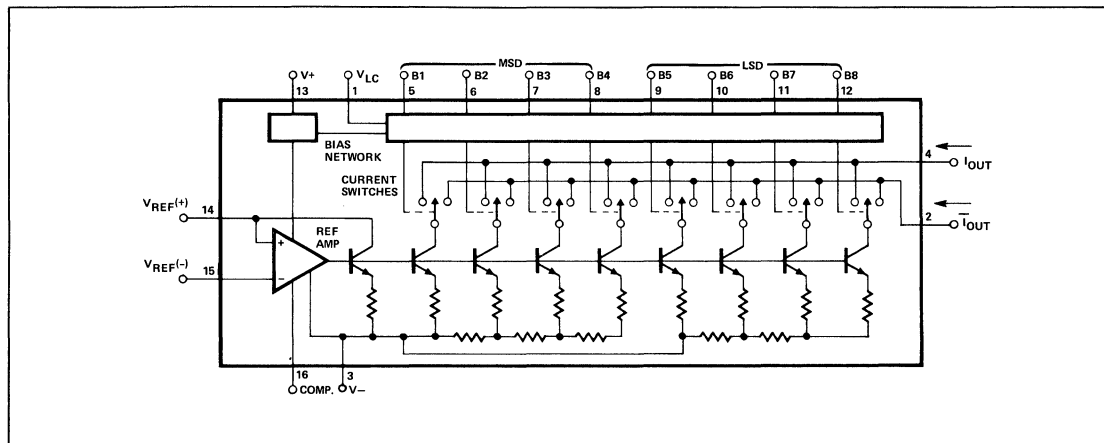 MSD LSD
V+ VLC B1 B2 B3 B4 B5 B6 B7 B8
13 1 5 6 7 8 9 10 11 12
BIAS
NETWORK
4 IOUT
CURRENT
SWITCHES
VREF(+) 14
2 IOUT
REF
AMP
+
VREF(-) 15
−
16 3
COMP. V−